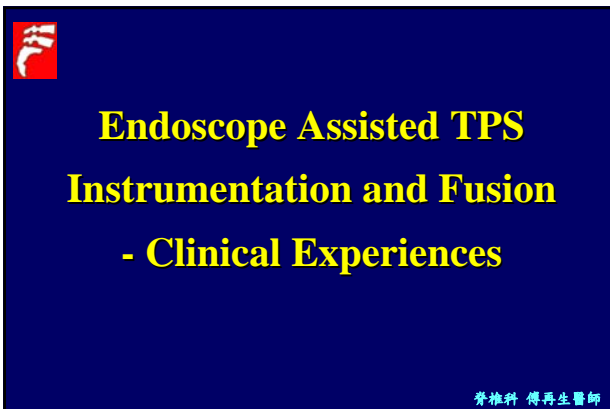 Endoscope Assisted TPS
Instrumentation and Fusion
- Clinical Experiences
脊椎科 傅再生醫師